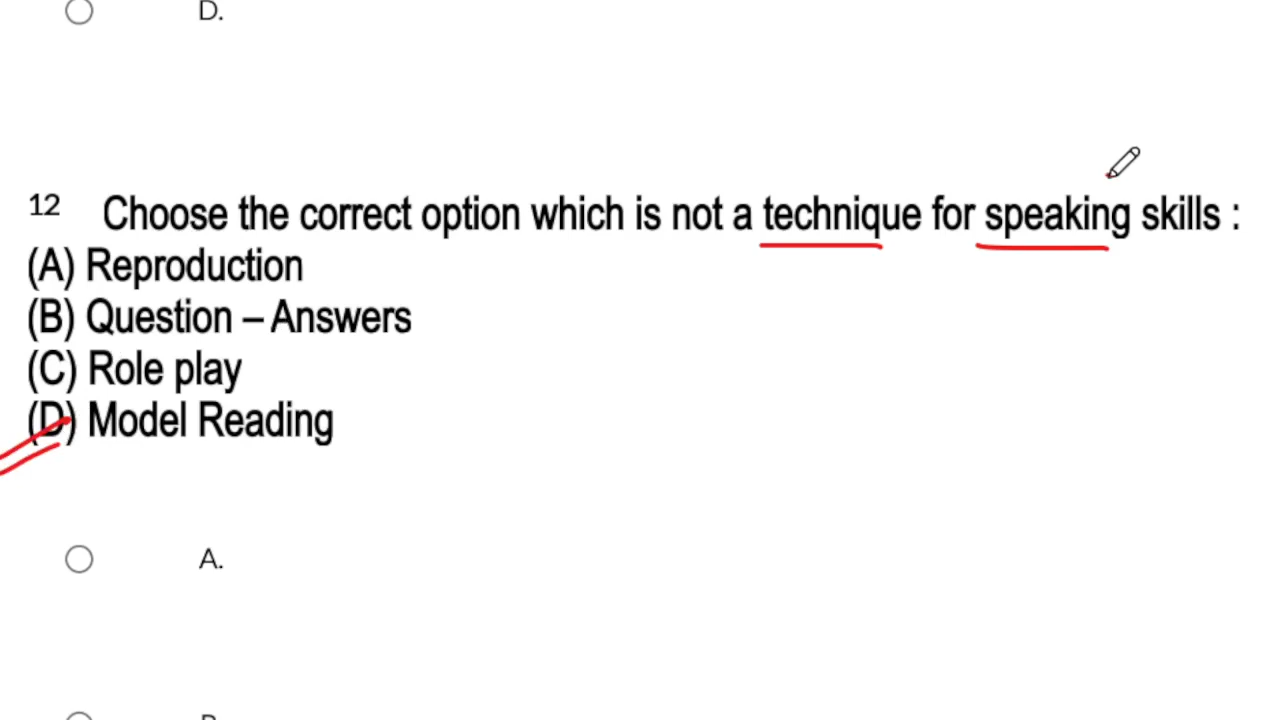 D.
12 Choose the correct option which is not a technique for speaking skills :
(A) Reproduction
(B) Question – Answers
(C) Role play
(D) Model Reading
A.